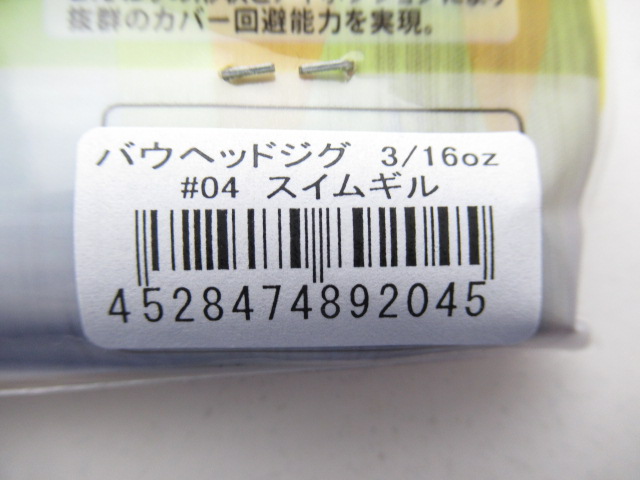 抜群のカバー回避能力を実現。
バウヘッドジグ 3/16oz
#04 スイムギル
4528474892045